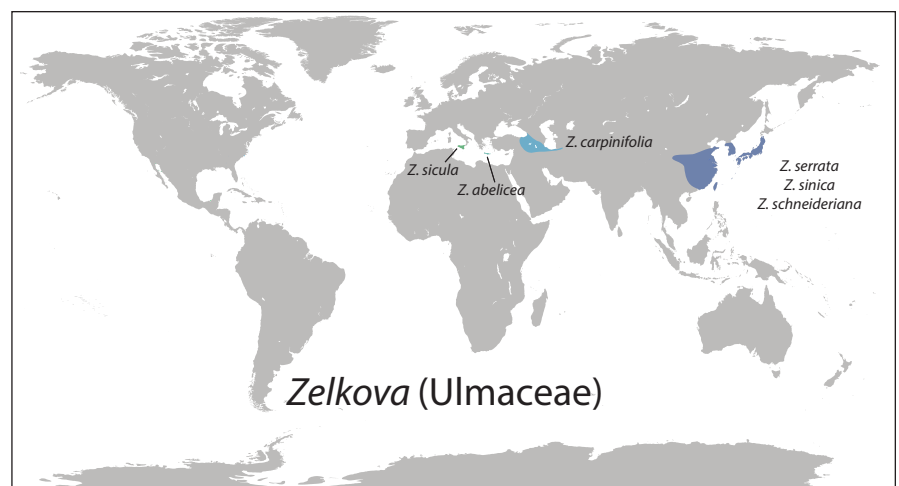 Z. carpinifolia
Z. sicula
Z. abelicea
Z. serrata
Z. sinica
Z. schneideriana
Zelkova (Ulmaceae)